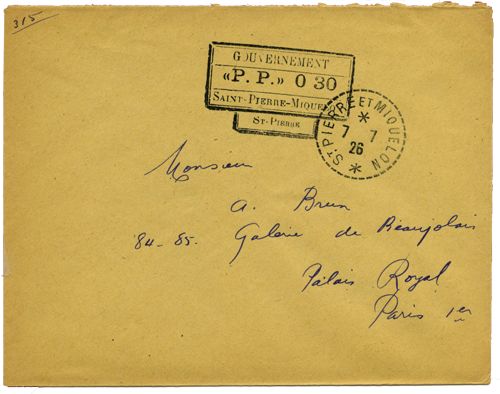 315
GOUVERNEMENT
«P. P.» 0 30
SAINT-PIERRE-MIQUE
ST-PIERRE
ST PIERRE ET MIQUELON
7 7
26
Monsieur
A. Brun
84-85. Galerie de Beaujolais
Palais Royal
Paris 1er